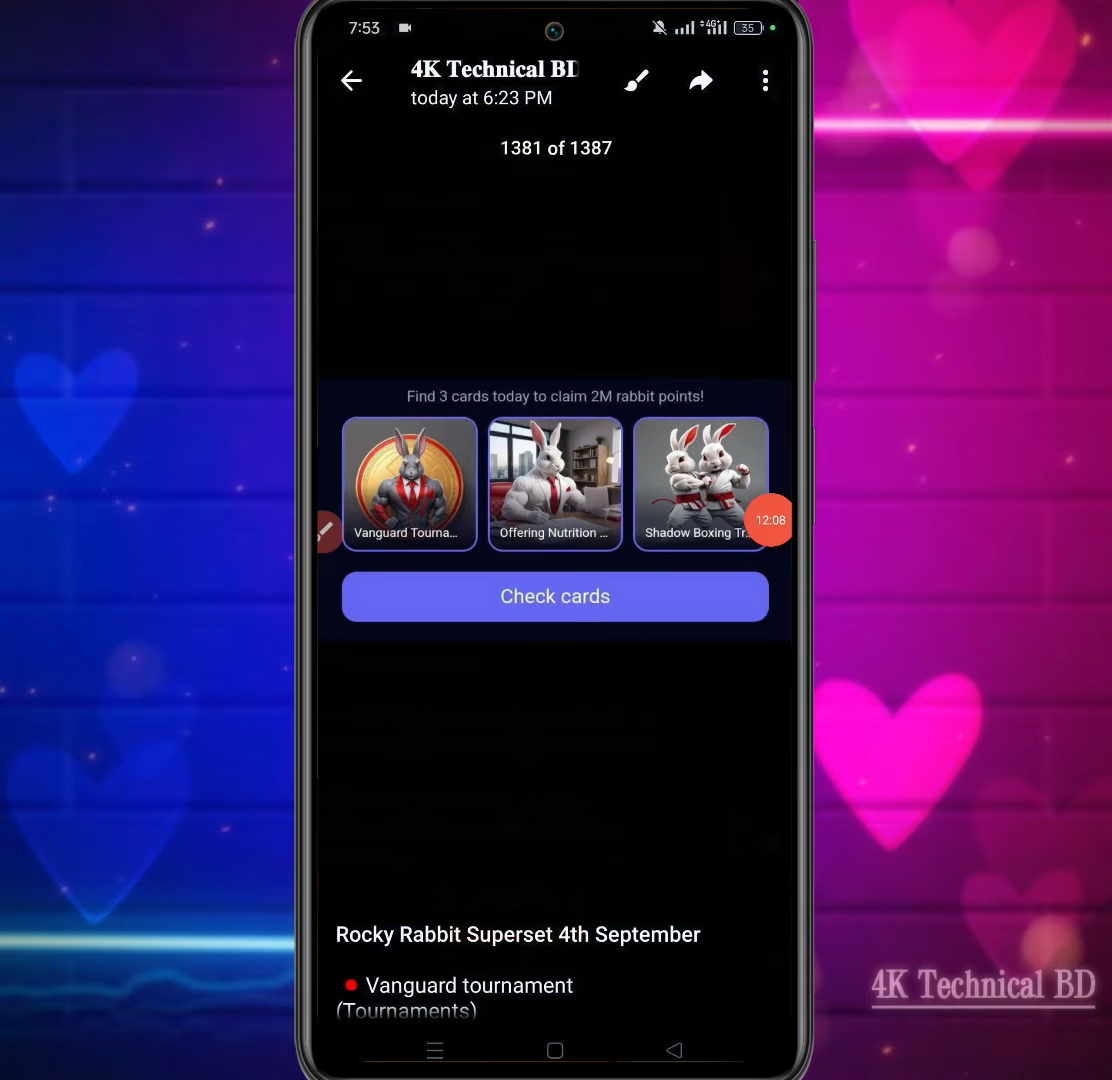 7:53
4G+
35
4K Technical BD
today at 6:23 PM
1381 of 1387
Find 3 cards today to claim 2M rabbit points!
Vanguard Tourna...
Offering Nutrition ...
Shadow Boxing Tr...
12:08
Check cards
Rocky Rabbit Superset 4th September
Vanguard tournament
(Tournaments)
4K Technical BD